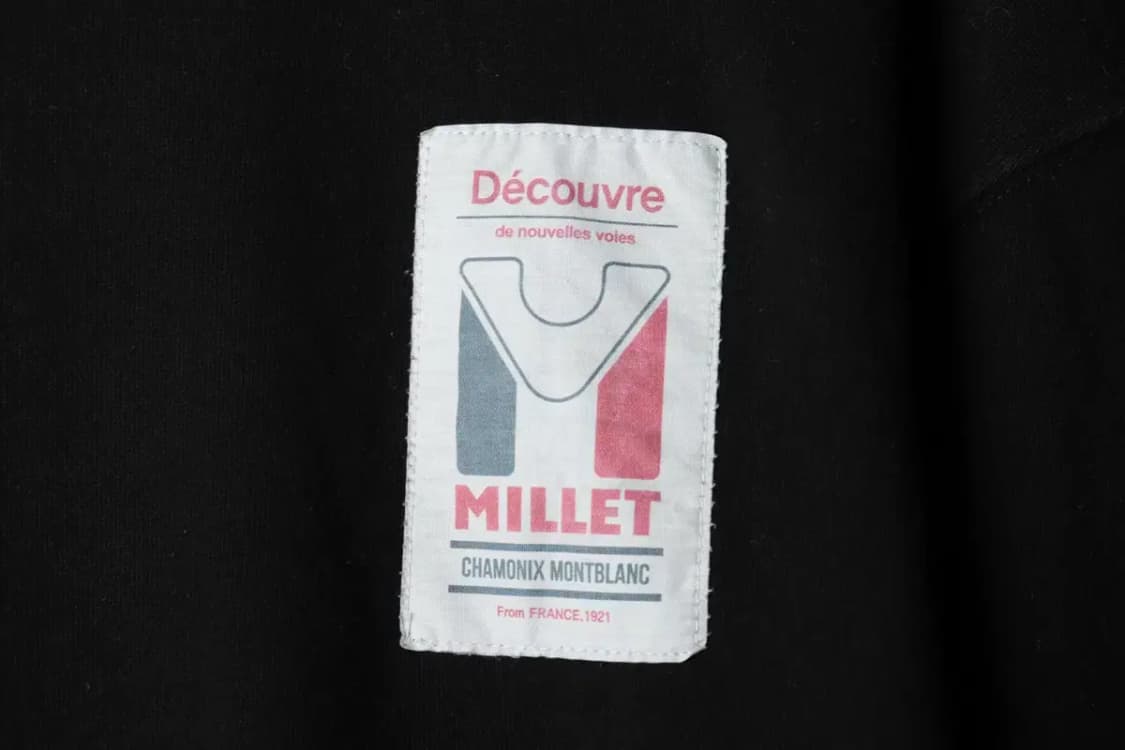 Découvre
de nouvelles voies
MILLET
CHAMONIX MONTBLANC
From FRANCE.1921